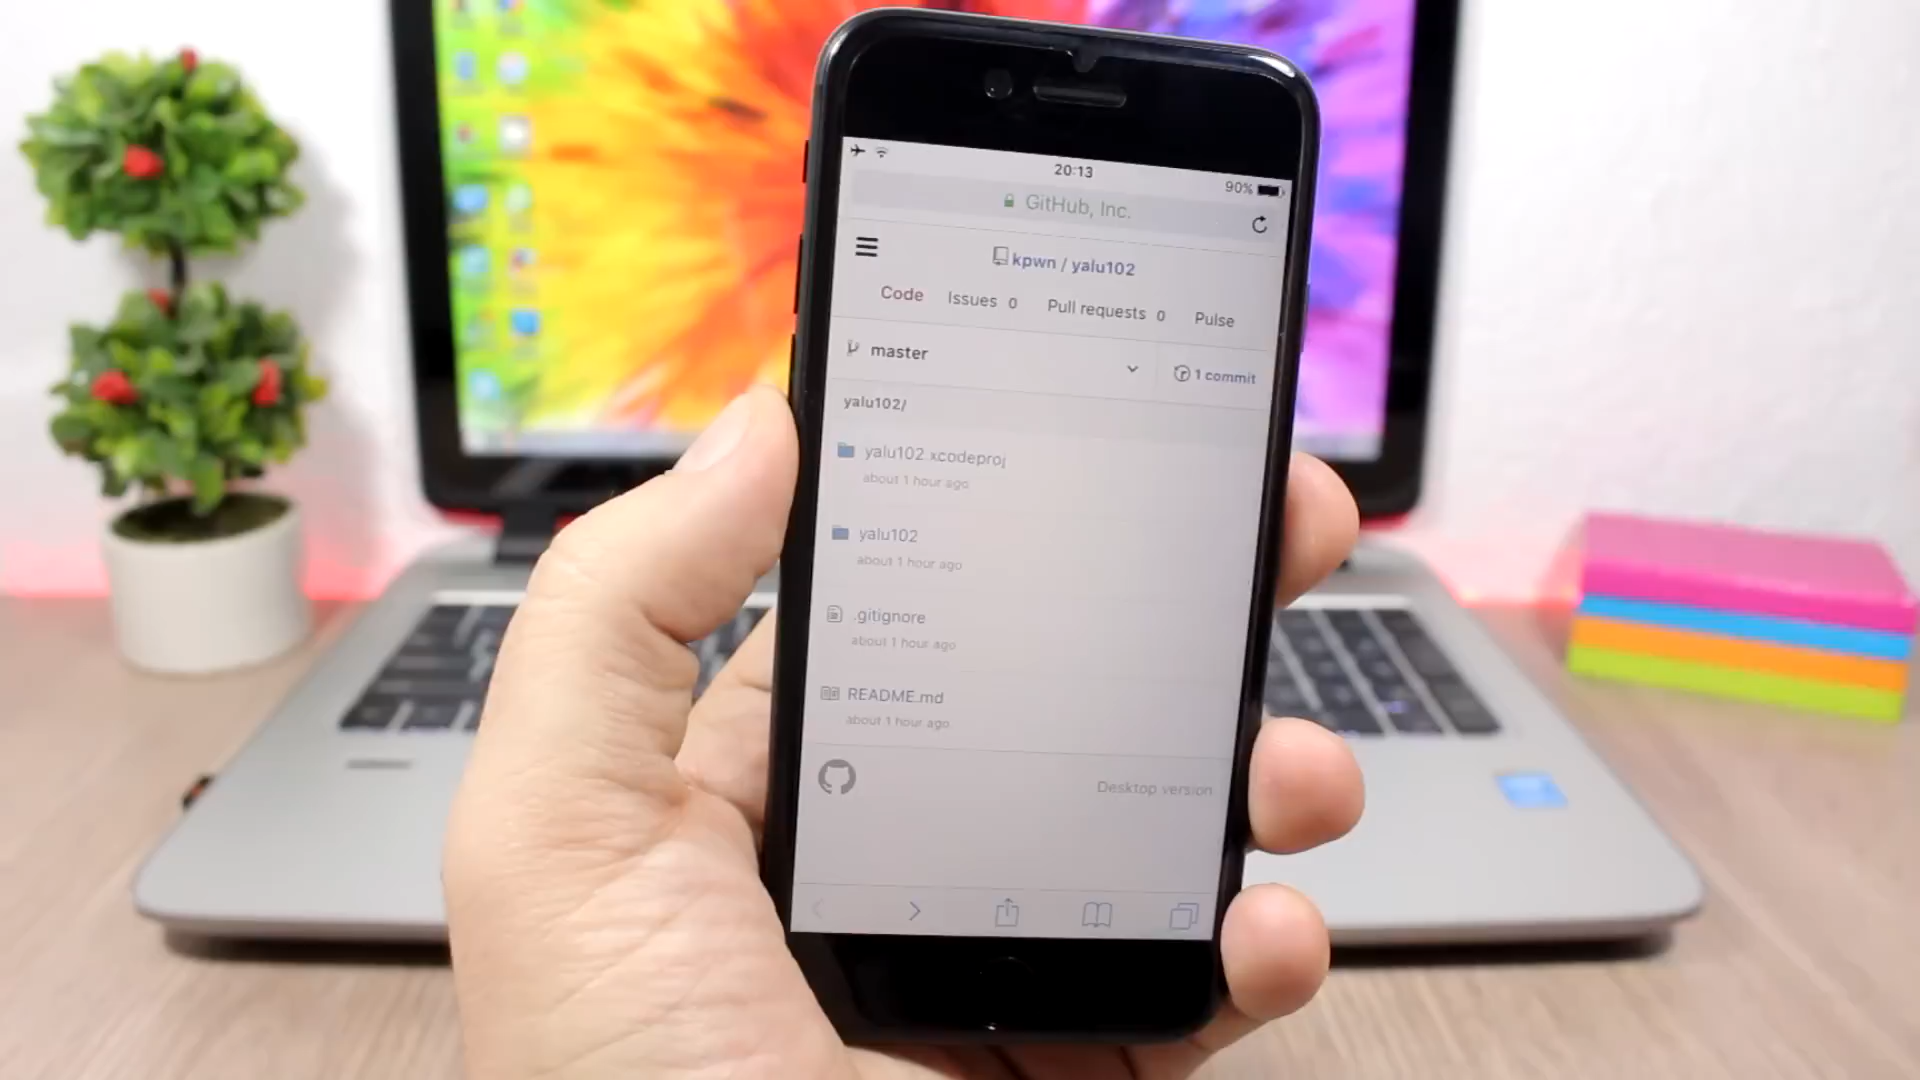 20:13
90%
GitHub, Inc.
kpwn / yalu102
Code Issues 0 Pull requests 0 Pulse
master
1 commit
yalu102/
yalu102.xcodeproj
about 1 hour ago
yalu102
about 1 hour ago
.gitignore
about 1 hour ago
README.md
about 1 hour ago
Desktop version